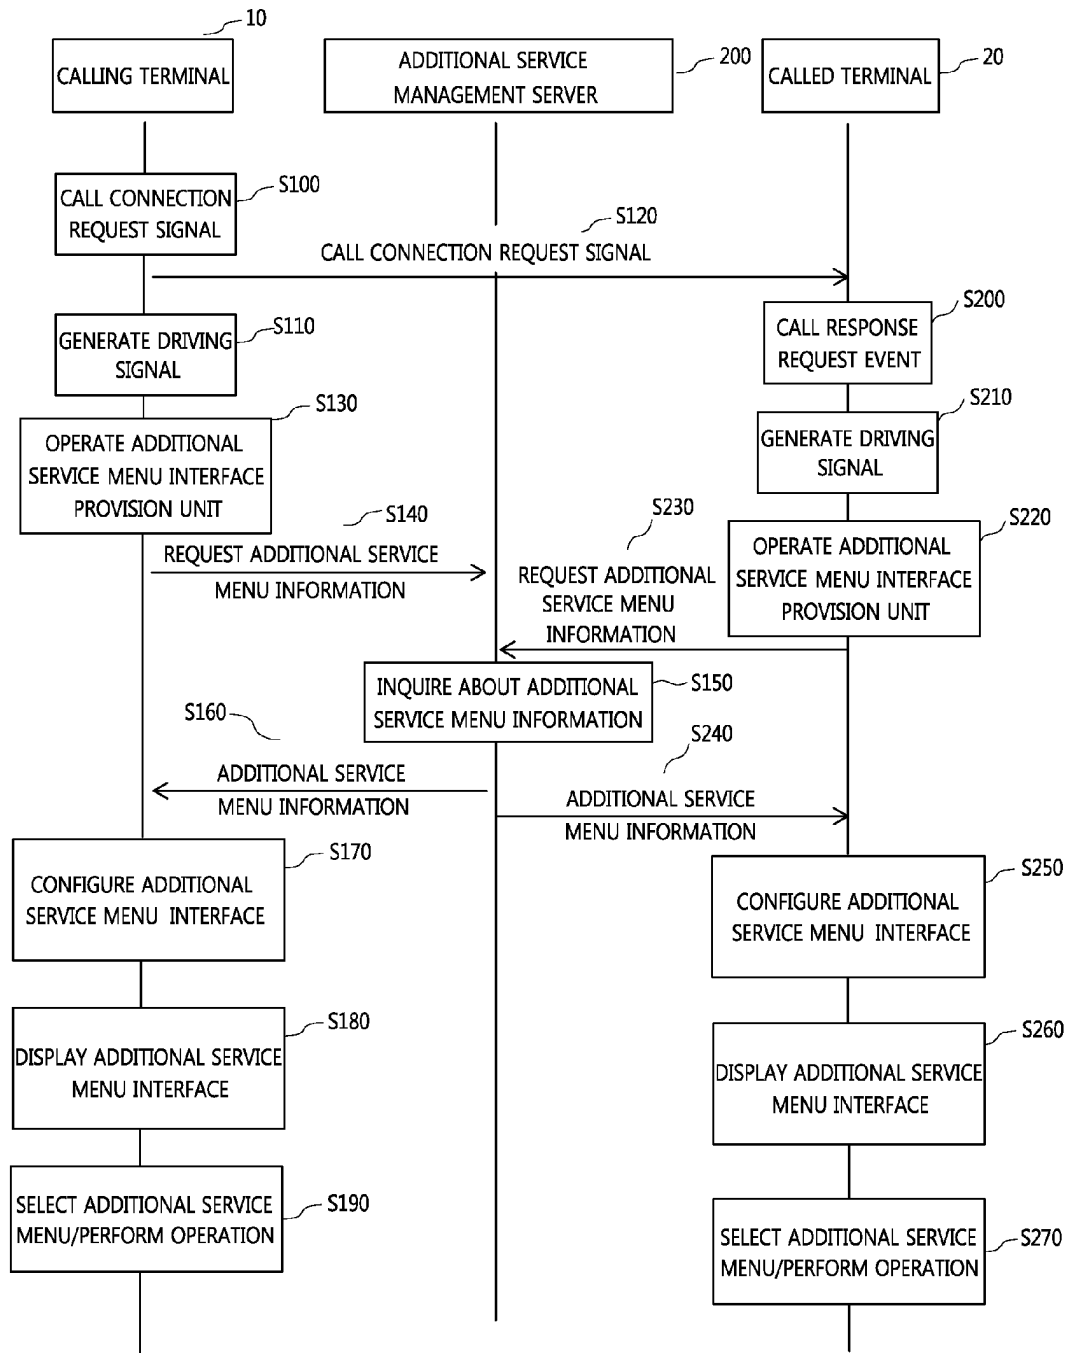 10
CALLING TERMINAL
ADDITIONAL SERVICE
MANAGEMENT SERVER
200
CALLED TERMINAL
20
CALL CONNECTION
REQUEST SIGNAL
S100
S120
CALL CONNECTION REQUEST SIGNAL
GENERATE DRIVING
SIGNAL
S110
CALL RESPONSE
REQUEST EVENT
S200
OPERATE ADDITIONAL
SERVICE MENU INTERFACE
PROVISION UNIT
S130
GENERATE DRIVING
SIGNAL
S210
S140
REQUEST ADDITIONAL SERVICE
MENU INFORMATION
S230
REQUEST ADDITIONAL
SERVICE MENU
INFORMATION
OPERATE ADDITIONAL
SERVICE MENU INTERFACE
PROVISION UNIT
S220
INQUIRE ABOUT ADDITIONAL
SERVICE MENU INFORMATION
S150
S160
ADDITIONAL SERVICE
MENU INFORMATION
S240
ADDITIONAL SERVICE
MENU INFORMATION
CONFIGURE ADDITIONAL
SERVICE MENU INTERFACE
S170
CONFIGURE ADDITIONAL
SERVICE MENU INTERFACE
S250
DISPLAY ADDITIONAL SERVICE
MENU INTERFACE
S180
DISPLAY ADDITIONAL SERVICE
MENU INTERFACE
S260
SELECT ADDITIONAL SERVICE
MENU/PERFORM OPERATION
S190
SELECT ADDITIONAL SERVICE
MENU/PERFORM OPERATION
S270